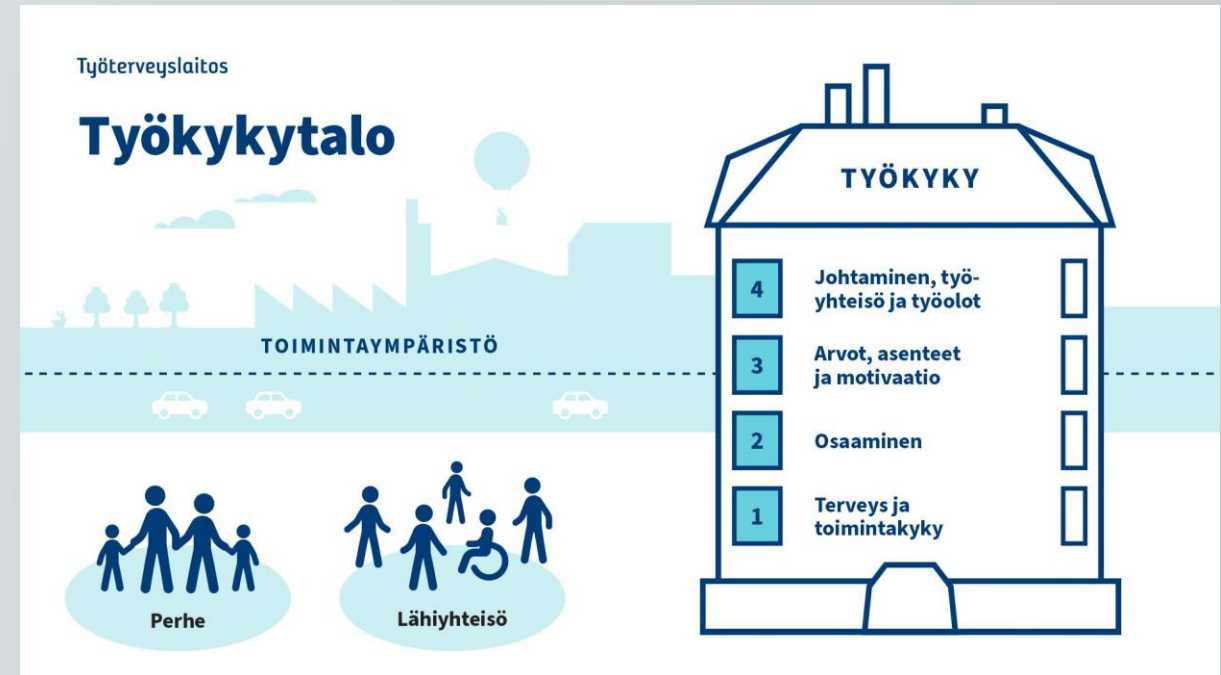 Työterveyslaitos
Työkykytalo
TYÖKYKY
4
Johtaminen, työ-
yhteisö ja työolot
3
Arvot, asenteet
ja motivaatio
2
Osaaminen
1
Terveys ja
toimintakyky
TOIMINTAYMPÄRISTÖ
Perhe
Lähiyhteisö